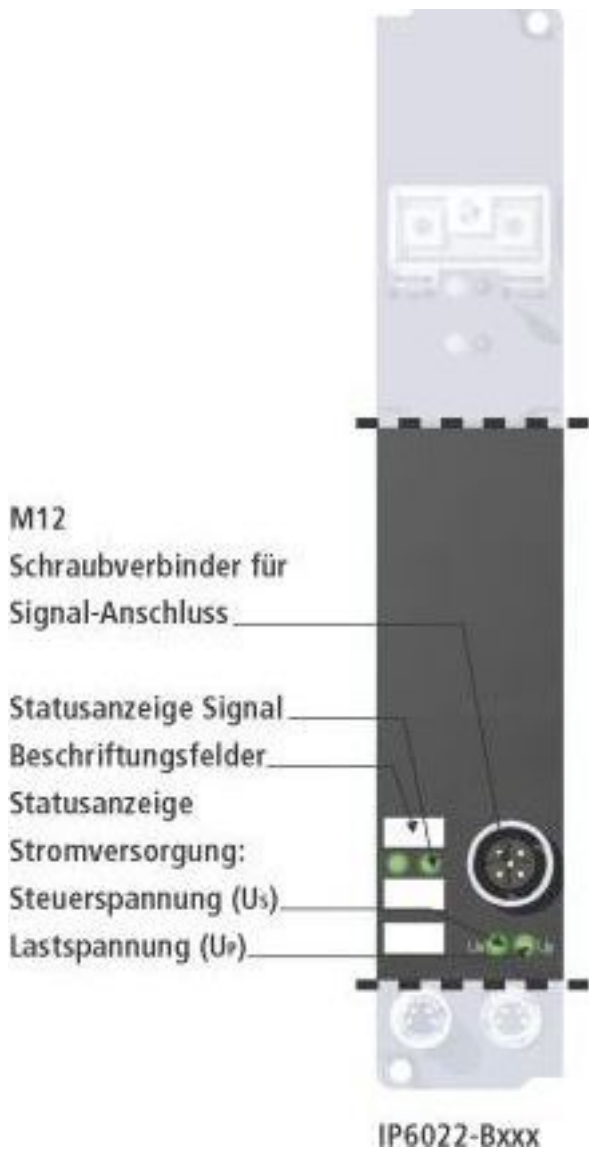 M12
Schraubverbinder für
Signal-Anschluss
Statusanzeige Signal
Beschriftungsfelder
Statusanzeige
Stromversorgung:
Steuerspannung (Us)
Lastspannung (UP)
IP6022-Bxxx